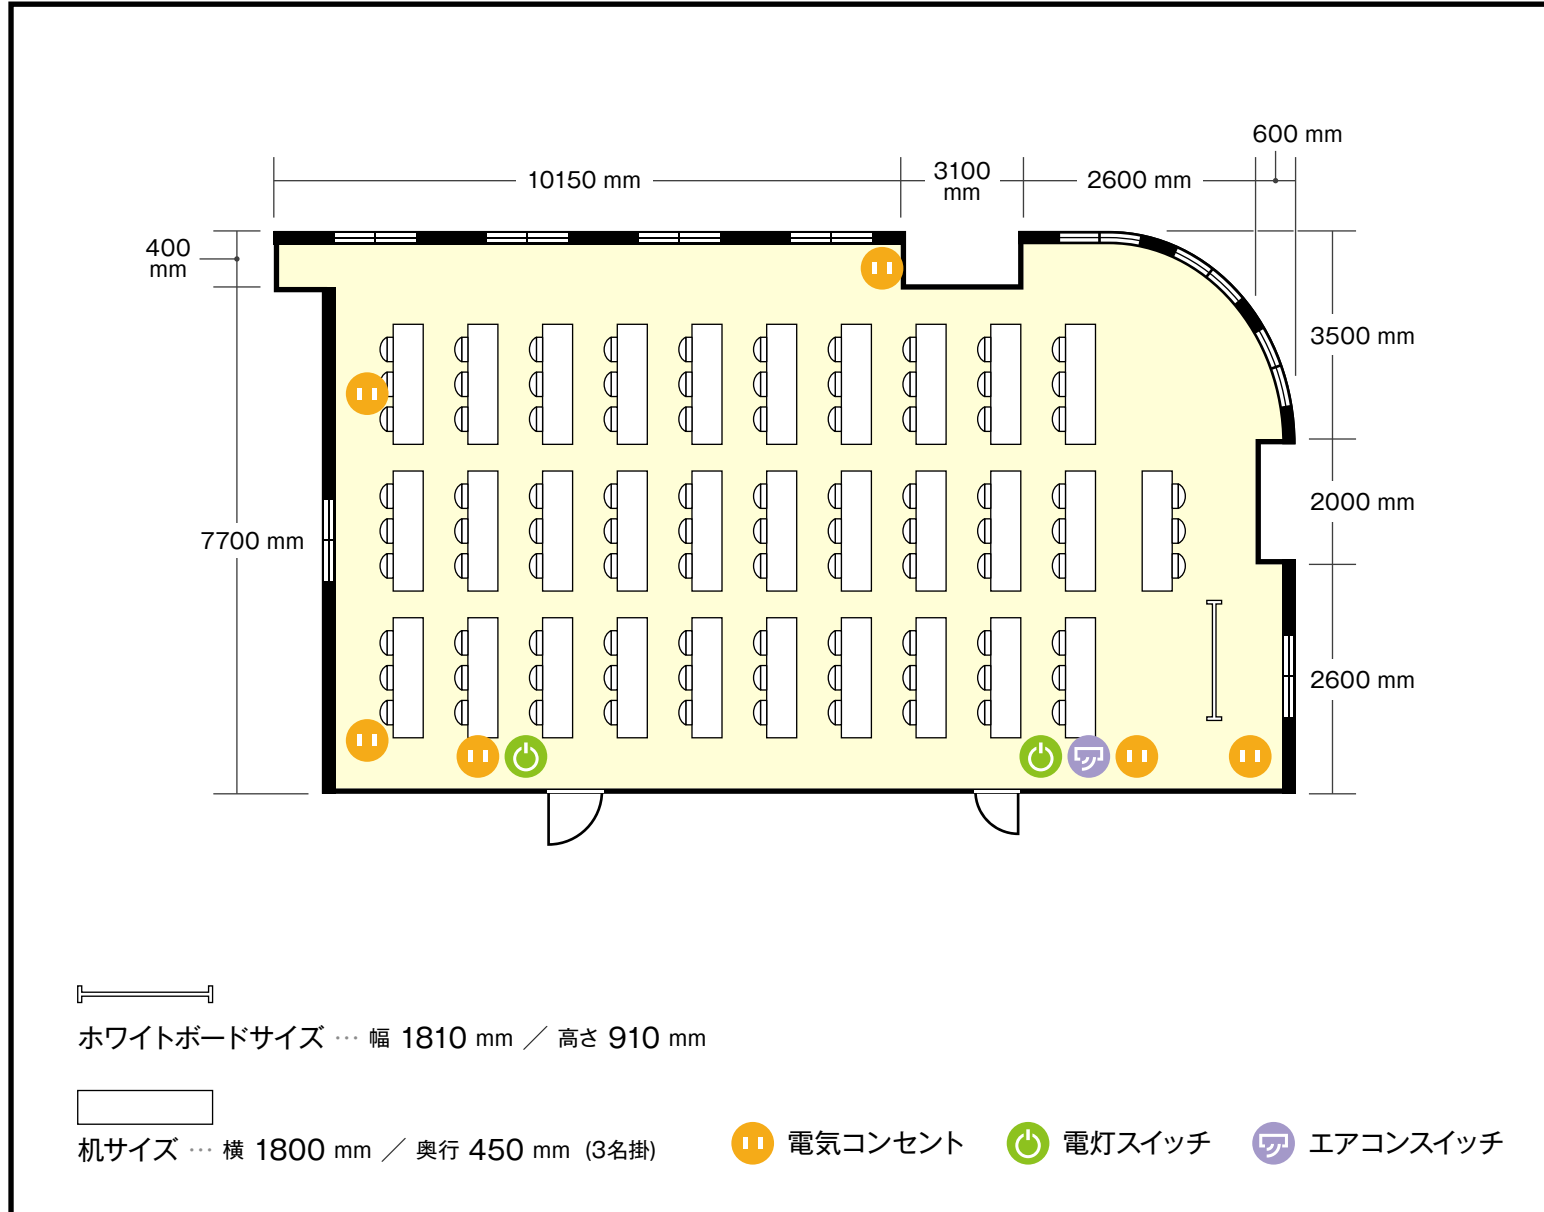 600 mm
10150 mm
3100
mm
2600 mm
400
mm
3500 mm
2000 mm
7700 mm
2600 mm
ホワイトボードサイズ … 幅 1810 mm ／ 高さ 910 mm
机サイズ … 横 1800 mm ／ 奥行 450 mm (3名掛)
電気コンセント
電灯スイッチ
エアコンスイッチ